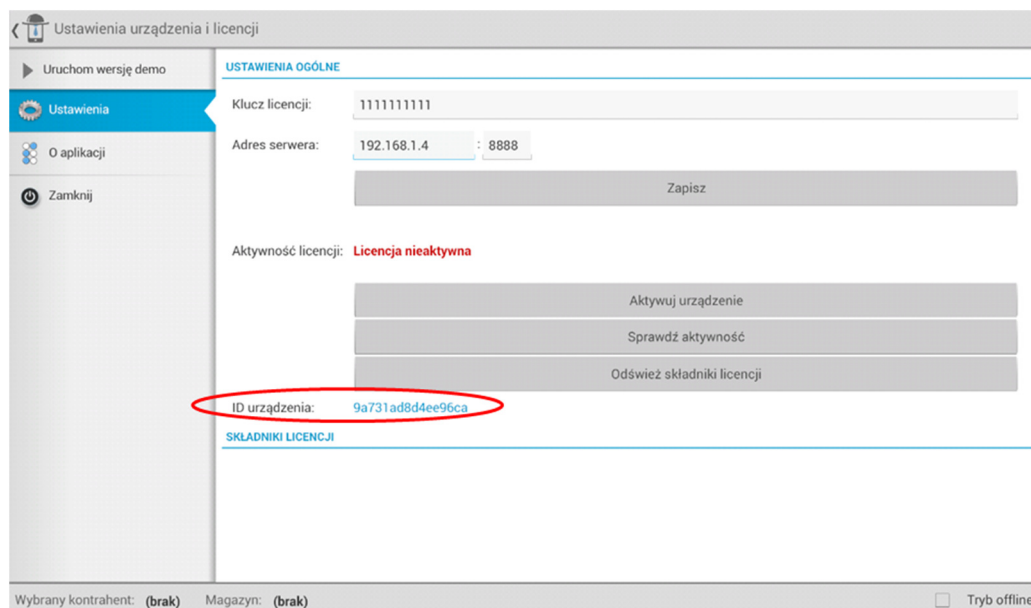 Ustawienia urządzenia i licencji
Uruchom wersję demo
Ustawienia
O aplikacji
Zamknij
USTAWIENIA OGÓLNE
Klucz licencji: 1111111111
Adres serwera: 192.168.1.4 : 8888
Zapisz
Aktywność licencji: Licencja nieaktywna
Aktywuj urządzenie
Sprawdź aktywność
Odśwież składniki licencji
ID urządzenia: 9a731ad8d4ee96ca
SKŁADNIKI LICENCJI
Wybrany kontrahent: (brak) Magazyn: (brak) Tryb offline